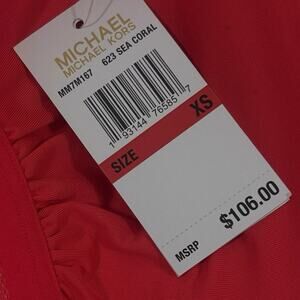 MICHAEL
MICHAEL KORS
MM7M167 623 SEA CORAL
1 93144 76585 7
SIZE XS
MSRP $106.00